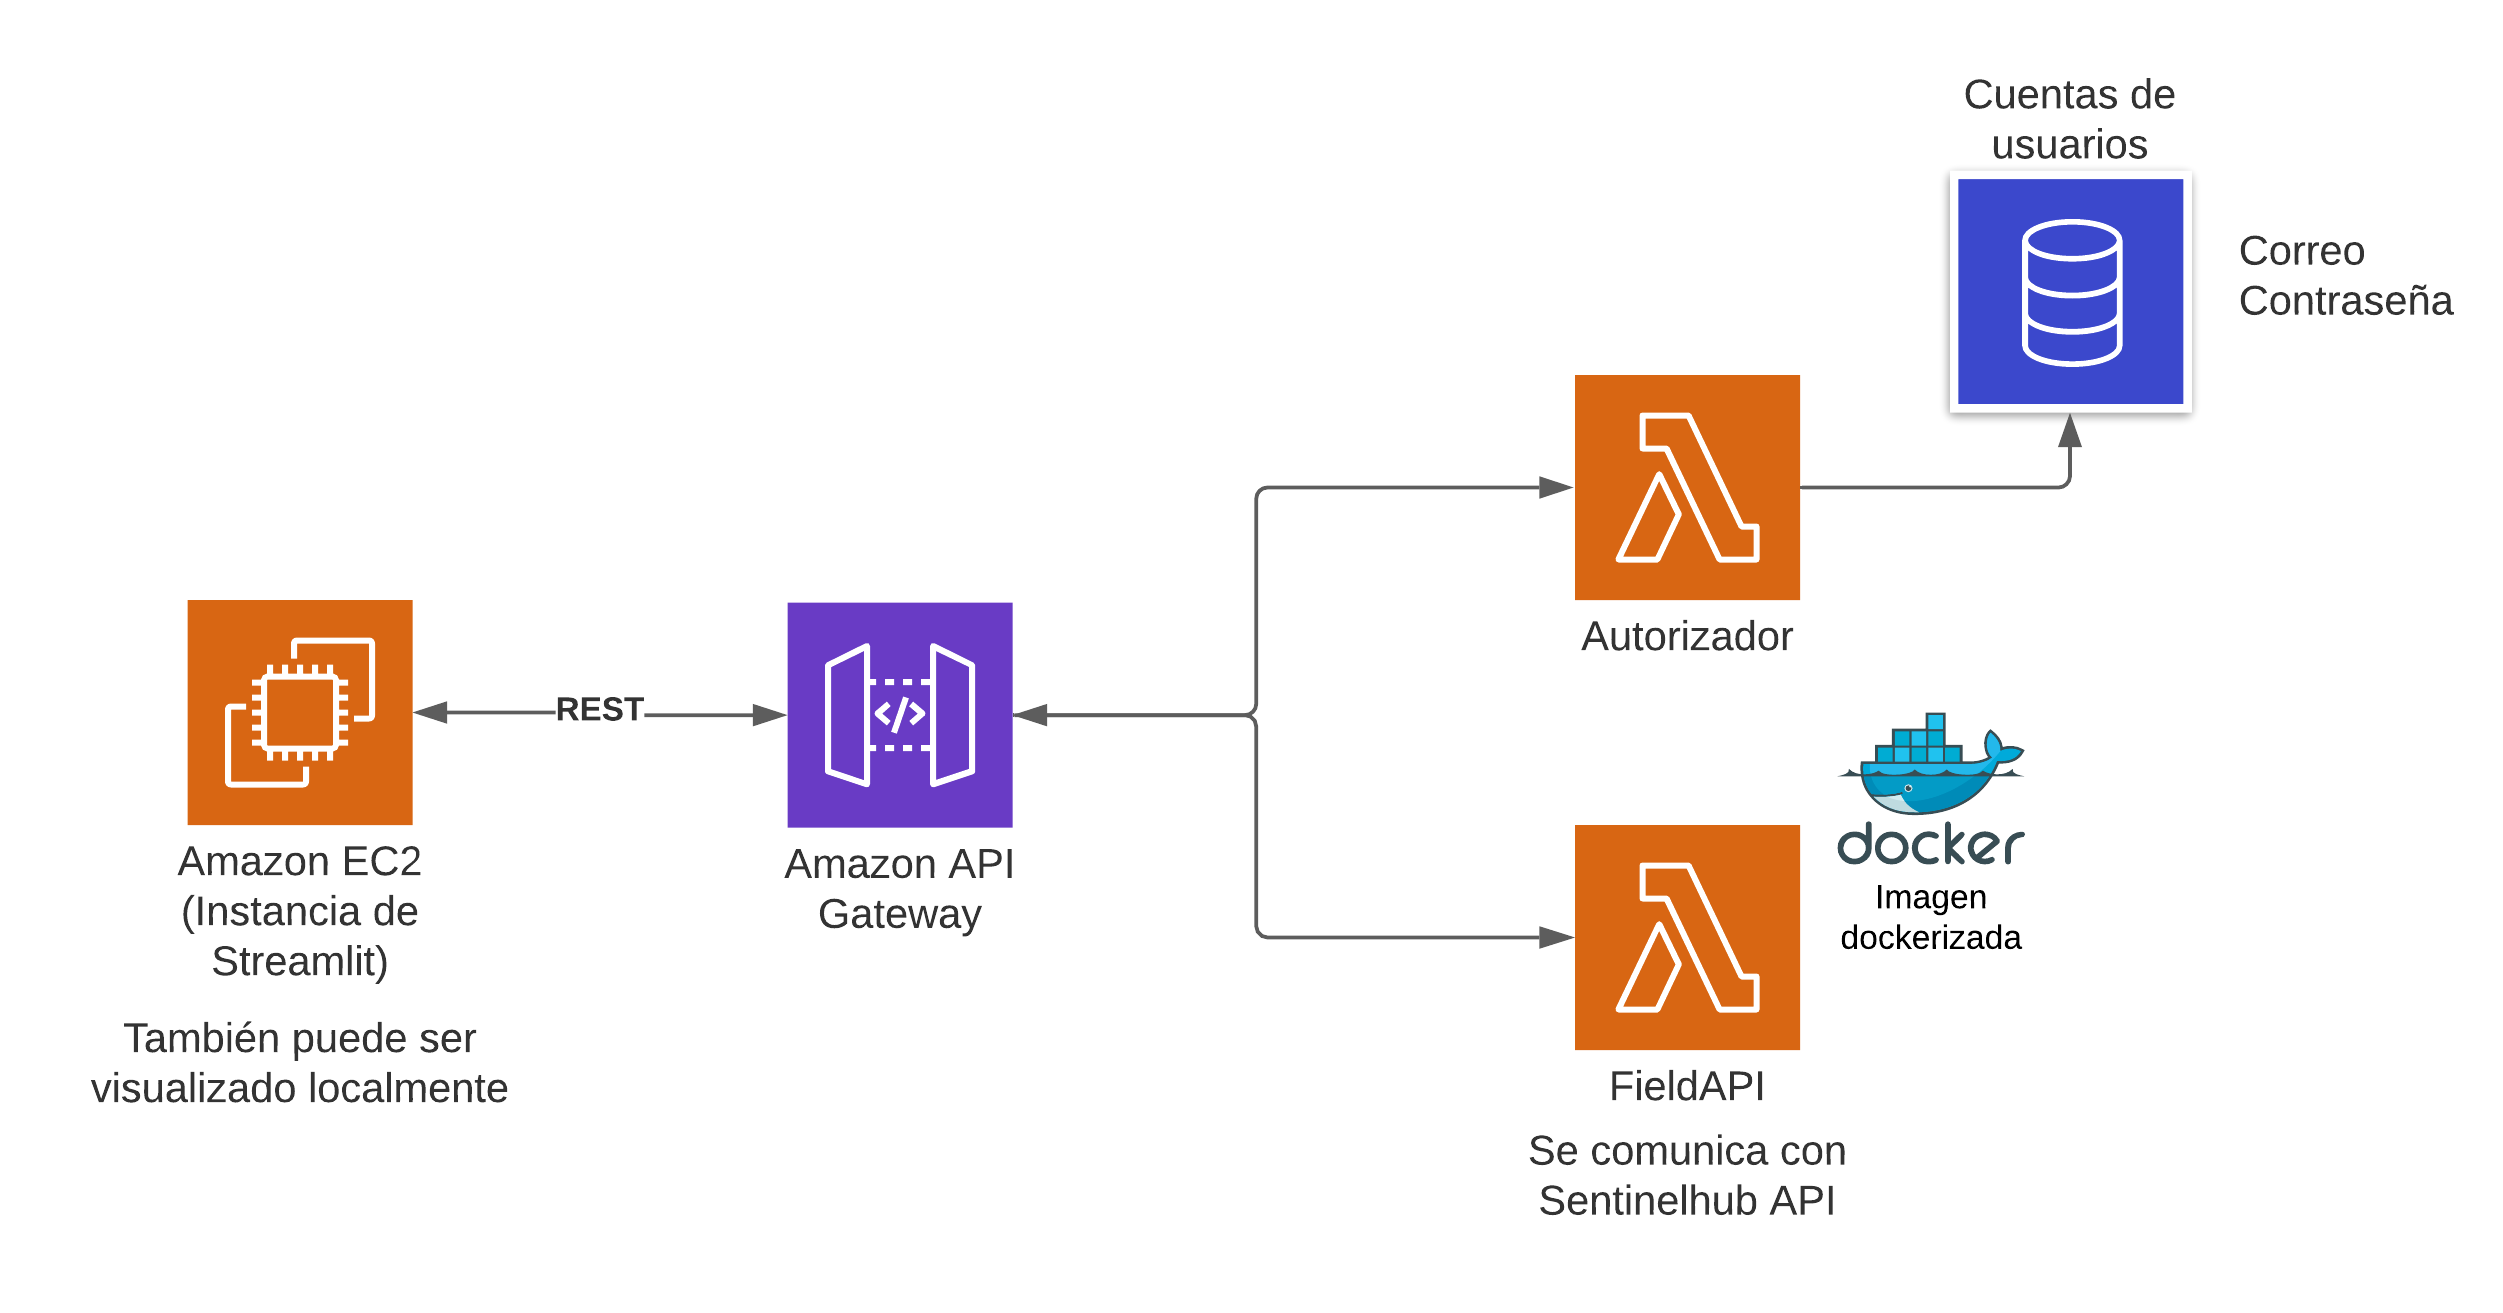 Cuentas de
usuarios
Correo
Contraseña
Autorizador
REST
Amazon EC2
(Instancia de
Streamlit)
También puede ser
visualizado localmente
Amazon API
Gateway
docker
Imagen
dockerizada
FieldAPI
Se comunica con
Sentinelhub API